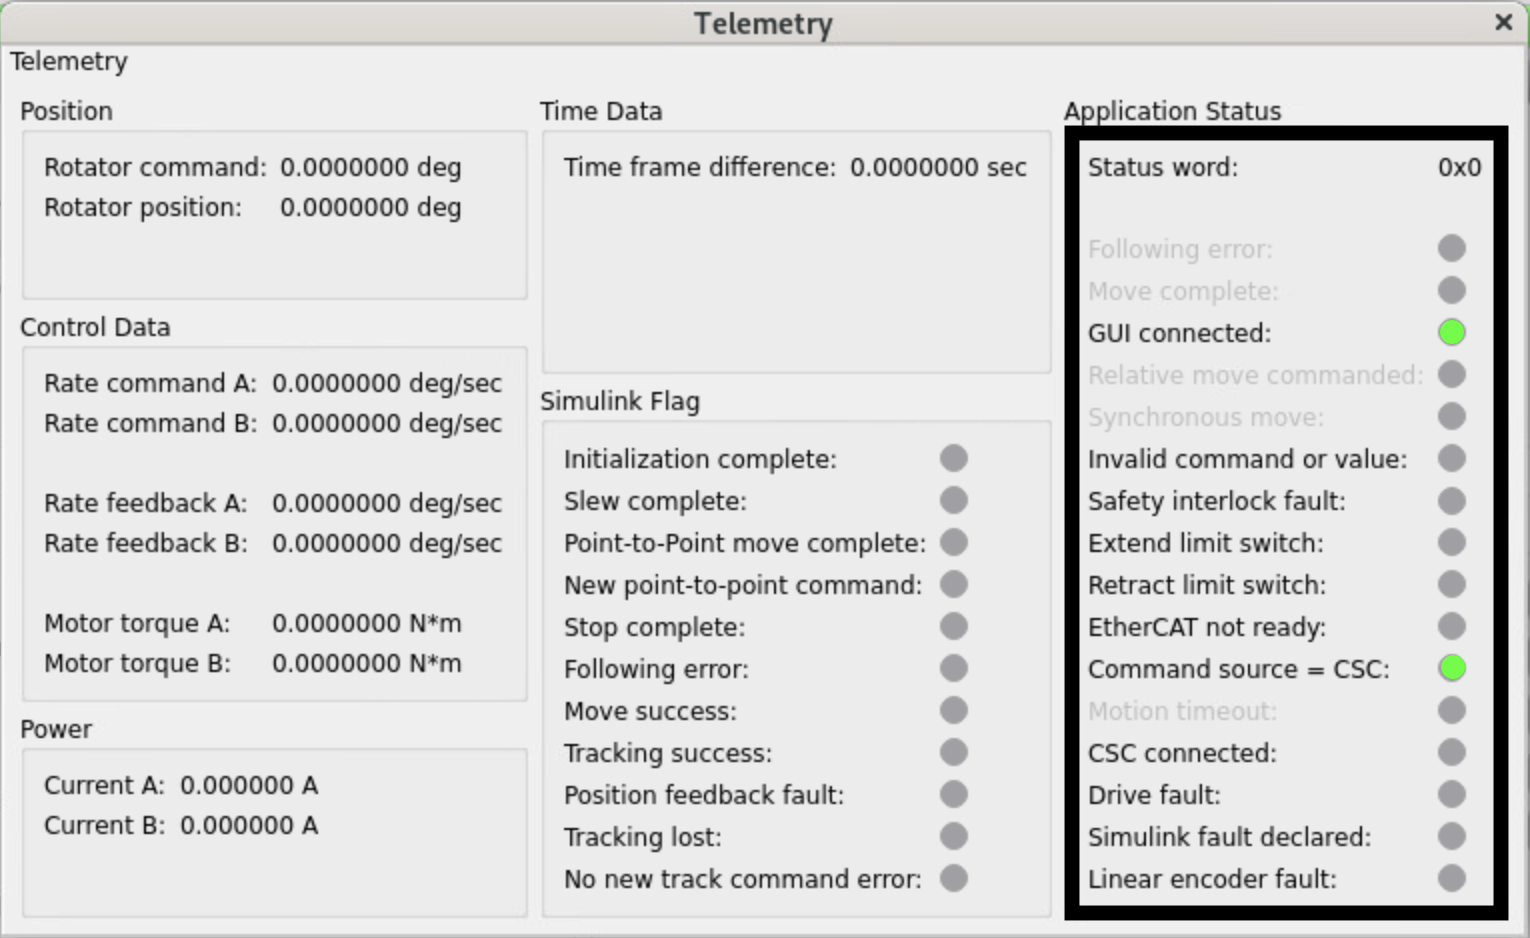 Telemetry
Telemetry
Position
Rotator command: 0.0000000 deg
Rotator position: 0.0000000 deg
Control Data
Rate command A: 0.0000000 deg/sec
Rate command B: 0.0000000 deg/sec
Rate feedback A: 0.0000000 deg/sec
Rate feedback B: 0.0000000 deg/sec
Motor torque A: 0.0000000 N*m
Motor torque B: 0.0000000 N*m
Power
Current A: 0.000000 A
Current B: 0.000000 A
Time Data
Time frame difference: 0.0000000 sec
Simulink Flag
Initialization complete:
Slew complete:
Point-to-Point move complete:
New point-to-point command:
Stop complete:
Following error:
Move success:
Tracking success:
Position feedback fault:
Tracking lost:
No new track command error:
Application Status
Status word: 0x0
Following error:
Move complete:
GUI connected:
Relative move commanded:
Synchronous move:
Invalid command or value:
Safety interlock fault:
Extend limit switch:
Retract limit switch:
EtherCAT not ready:
Command source = CSC:
Motion timeout:
CSC connected:
Drive fault:
Simulink fault declared:
Linear encoder fault: